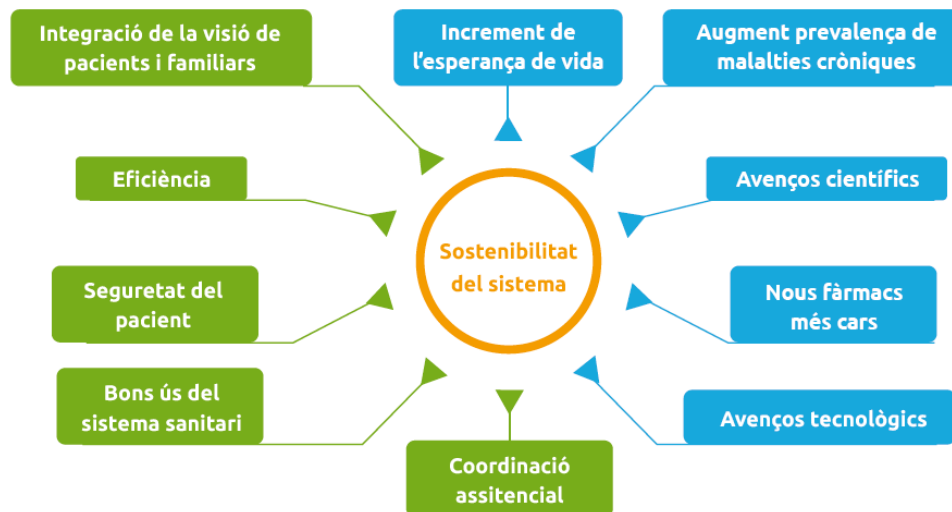 Integració de la visió de
pacients i familiars
Increment de
l'esperança de vida
Augment prevalença de
malalties cròniques
Eficiència
Avenços científics
Sostenibilitat
del sistema
Seguretat del
pacient
Nous fàrmacs
més cars
Bons ús del
sistema sanitari
Avenços tecnològics
Coordinació
assitencial